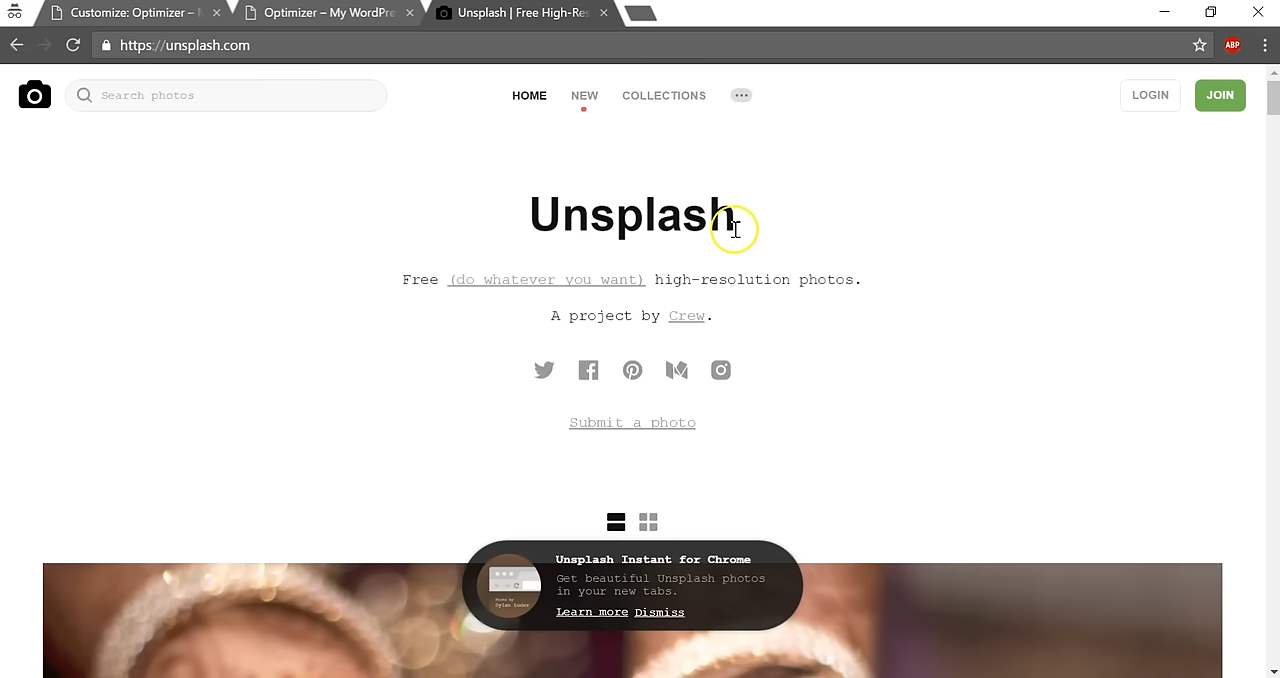 Customize: Optimizer –
Optimizer – My WordPre
Unsplash | Free High-Res
https://unsplash.com
ABP
Search photos
HOME
NEW
COLLECTIONS
LOGIN
JOIN
Unsplash
Free (do whatever you want) high-resolution photos.
A project by Crew.
Submit a photo
Unsplash Instant for Chrome
Get beautiful Unsplash photos
in your new tabs.
Learn more Dismiss